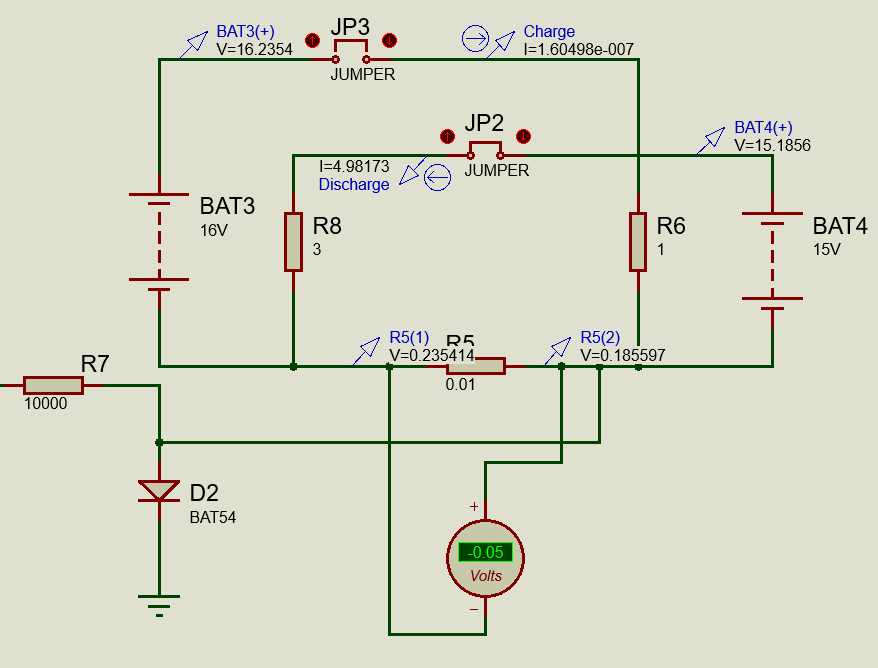 BAT3(+)
V=16.2354
JP3
JUMPER
Charge
I=1.60498e-007
JP2
JUMPER
BAT4(+)
V=15.1856
I=4.98173
Discharge
BAT3
16V
R8
3
R6
1
BAT4
15V
R5(1)
V=0.235414
R5
0.01
R5(2)
V=0.185597
R7
10000
D2
BAT54
+
-0.05
Volts
−